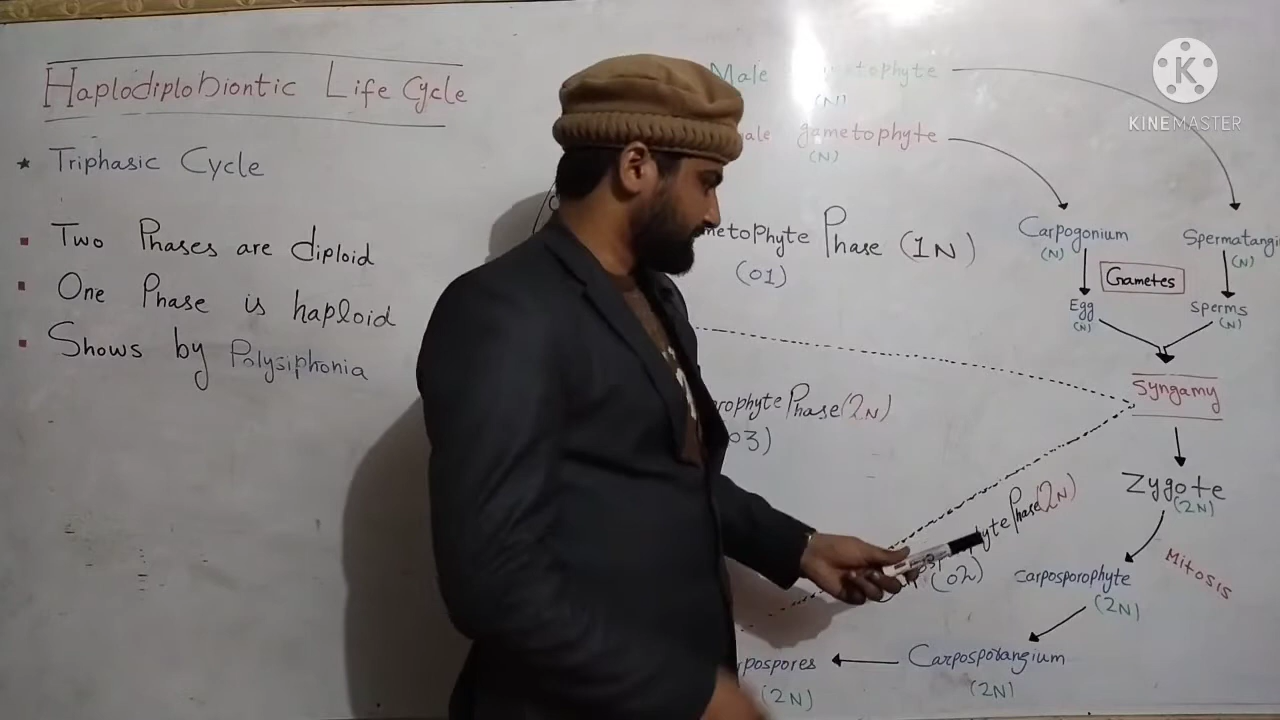 Haplodiplobiontic Life Cycle
* Triphasic Cycle
▪ Two Phases are diploid
▪ One Phase is haploid
▪ Shows by Polysiphonia
Male
(N)
gametophyte
(N)
Phase (1N)
(01)
Carpogonium
(N)
Spermatangi
(N)
Gametes
Egg
(N)
Sperms
(N)
Syngamy
Phase (2N)
03)
Zygote
(2N)
Mitosis
Phase (2N)
(02)
Carposporophyte
(2N)
Carposporangium
(2N)
(2N)
K
KINEMASTER